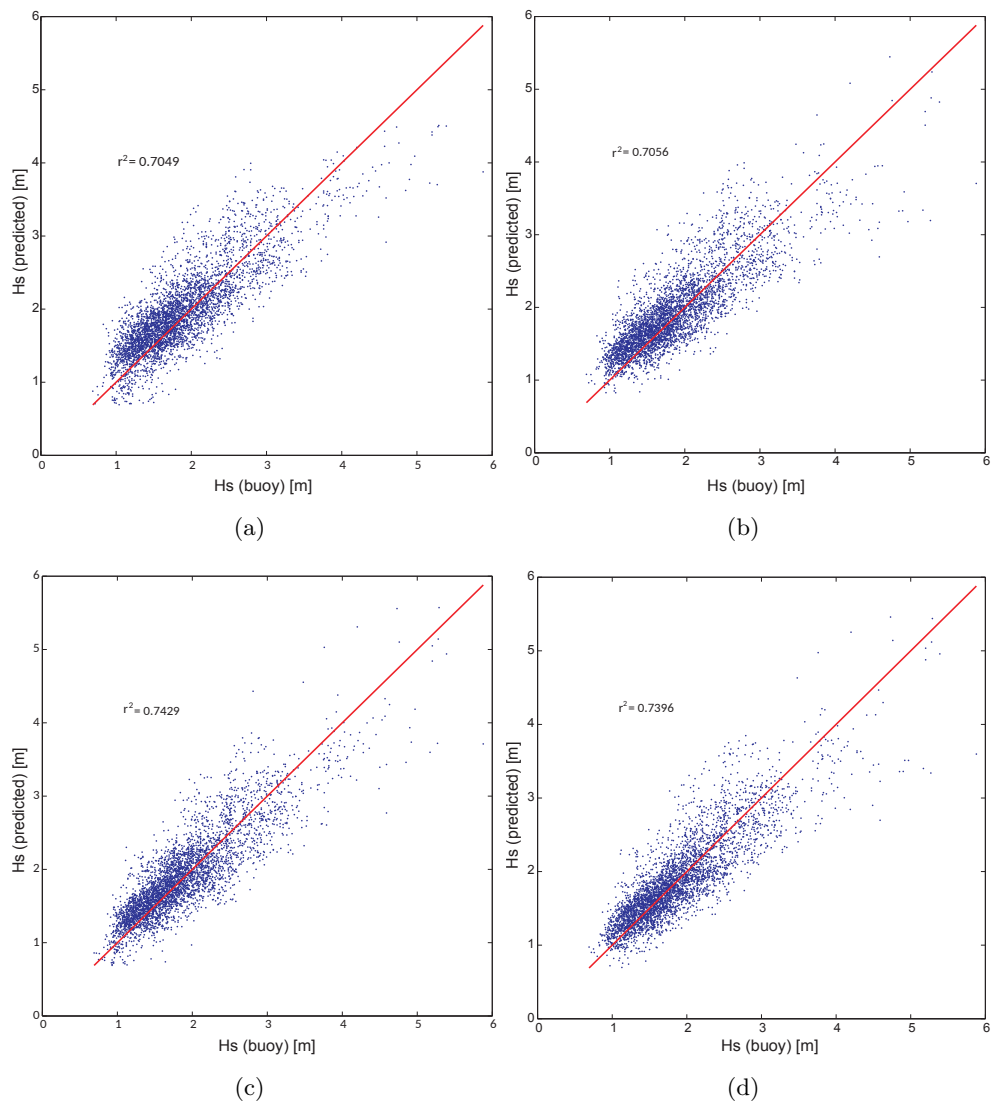 6
5
4
3
2
1
0
Hs (predicted) [m]
r²= 0.7049
0 1 2 3 4 5 6
Hs (buoy) [m]
(a)
6
5
4
3
2
1
0
Hs (predicted) [m]
r²= 0.7056
0 1 2 3 4 5 6
Hs (buoy) [m]
(b)
6
5
4
3
2
1
0
Hs (predicted) [m]
r²= 0.7429
0 1 2 3 4 5 6
Hs (buoy) [m]
(c)
6
5
4
3
2
1
0
Hs (predicted) [m]
r²= 0.7396
0 1 2 3 4 5 6
Hs (buoy) [m]
(d)